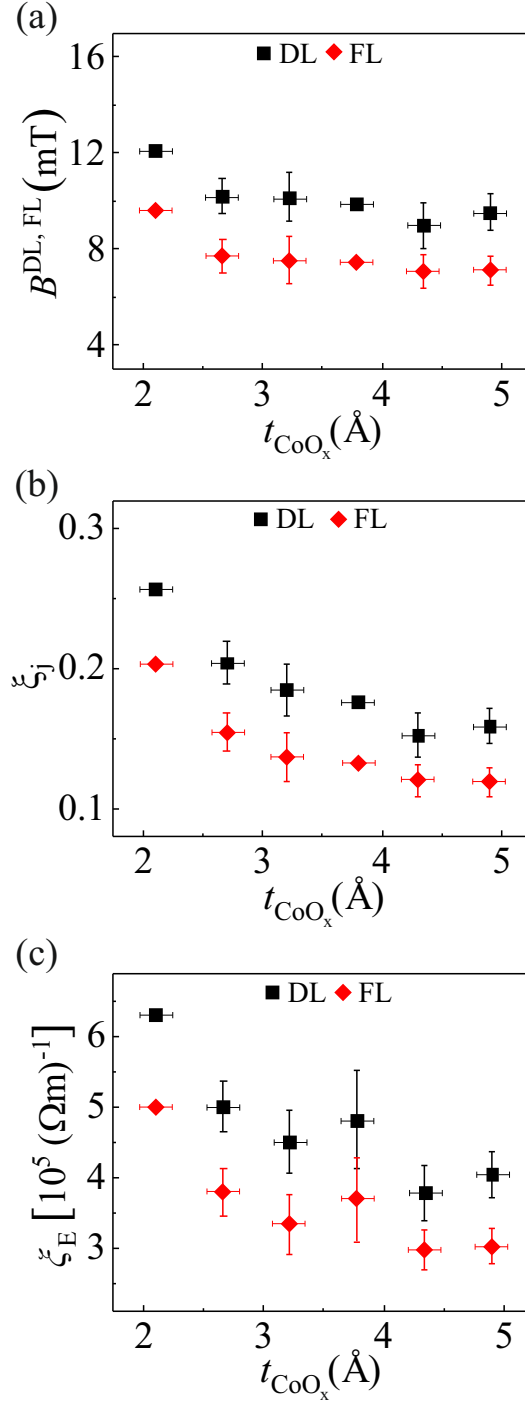 (a)
DL FL
16
12
8
4
B^DL, FL (mT)
2 3 4 5
t_CoOₓ(Å)
(b)
DL FL
0.3
0.2
0.1
ξ_j
2 3 4 5
t_CoOₓ(Å)
(c)
DL FL
6
5
4
3
ξ_E [10⁵ (Ωm)⁻¹]
2 3 4 5
t_CoOₓ(Å)